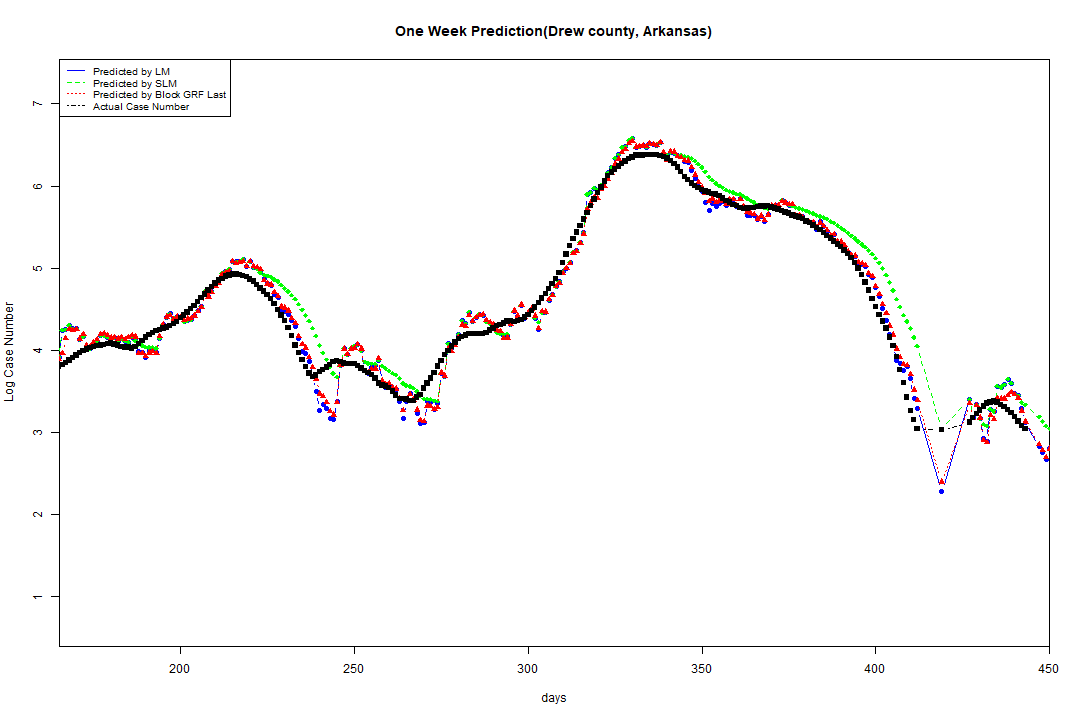 One Week Prediction(Drew county, Arkansas)
Predicted by LM
Predicted by SLM
Predicted by Block GRF Last
Actual Case Number
7
6
5
4
3
2
1
Log Case Number
200 250 300 350 400 450
days